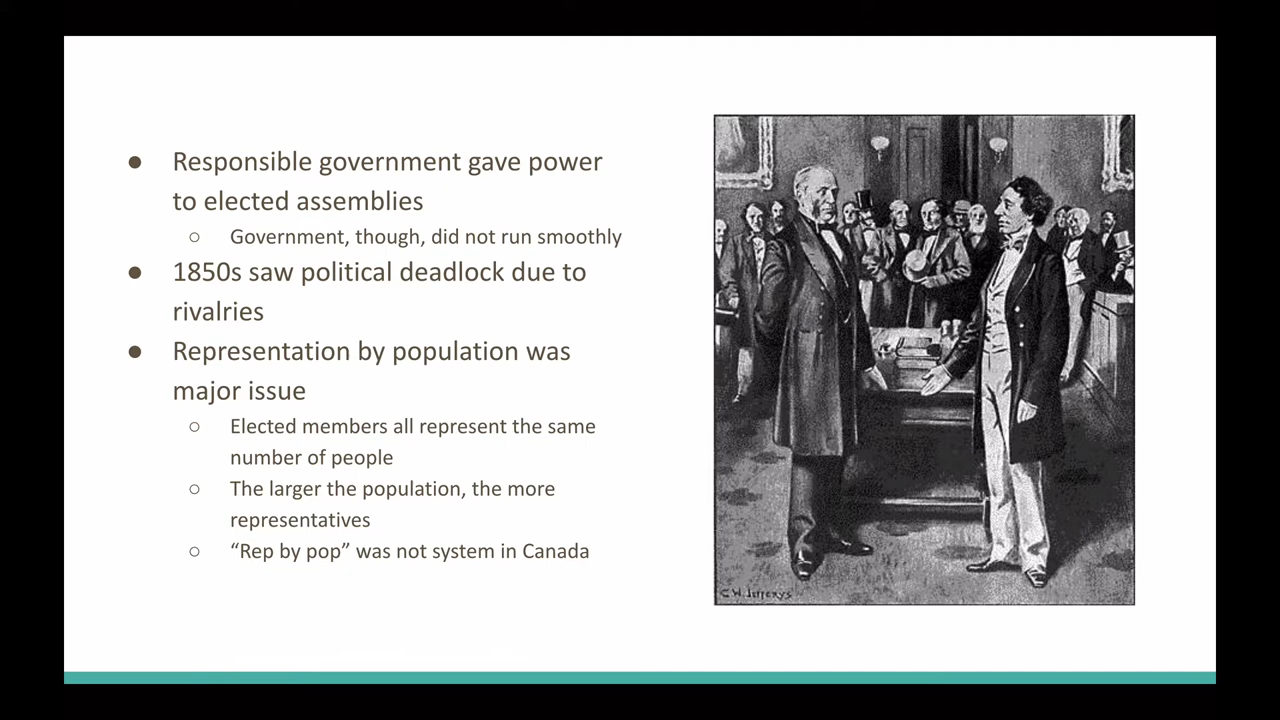 ● Responsible government gave power
to elected assemblies
○ Government, though, did not run smoothly
● 1850s saw political deadlock due to
rivalries
● Representation by population was
major issue
○ Elected members all represent the same
number of people
○ The larger the population, the more
representatives
○ “Rep by pop” was not system in Canada
C.W. Jefferys